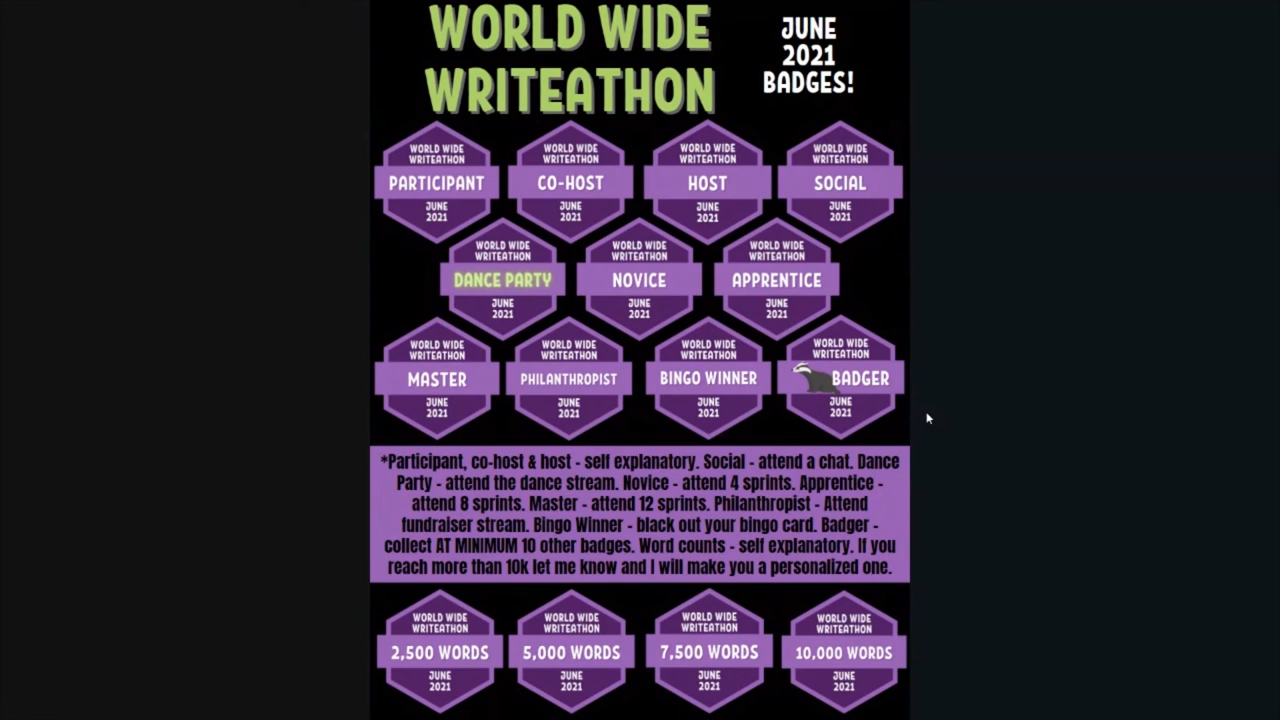 WORLD WIDE
WRITEATHON
JUNE
2021
BADGES!
WORLD WIDE
WRITEATHON
PARTICIPANT
JUNE
2021
WORLD WIDE
WRITEATHON
CO-HOST
JUNE
2021
WORLD WIDE
WRITEATHON
HOST
JUNE
2021
WORLD WIDE
WRITEATHON
SOCIAL
JUNE
2021
WORLD WIDE
WRITEATHON
DANCE PARTY
JUNE
2021
WORLD WIDE
WRITEATHON
NOVICE
JUNE
2021
WORLD WIDE
WRITEATHON
APPRENTICE
JUNE
2021
WORLD WIDE
WRITEATHON
MASTER
JUNE
2021
WORLD WIDE
WRITEATHON
PHILANTHROPIST
JUNE
2021
WORLD WIDE
WRITEATHON
BINGO WINNER
JUNE
2021
WORLD WIDE
WRITEATHON
BADGER
JUNE
2021
*Participant, co-host & host - self explanatory. Social - attend a chat. Dance
Party - attend the dance stream. Novice - attend 4 sprints. Apprentice -
attend 8 sprints. Master - attend 12 sprints. Philanthropist - Attend
fundraiser stream. Bingo Winner - black out your bingo card. Badger -
collect AT MINIMUM 10 other badges. Word counts - self explanatory. If you
reach more than 10k let me know and I will make you a personalized one.
WORLD WIDE
WRITEATHON
2,500 WORDS
JUNE
2021
WORLD WIDE
WRITEATHON
5,000 WORDS
JUNE
2021
WORLD WIDE
WRITEATHON
7,500 WORDS
JUNE
2021
WORLD WIDE
WRITEATHON
10,000 WORDS
JUNE
2021